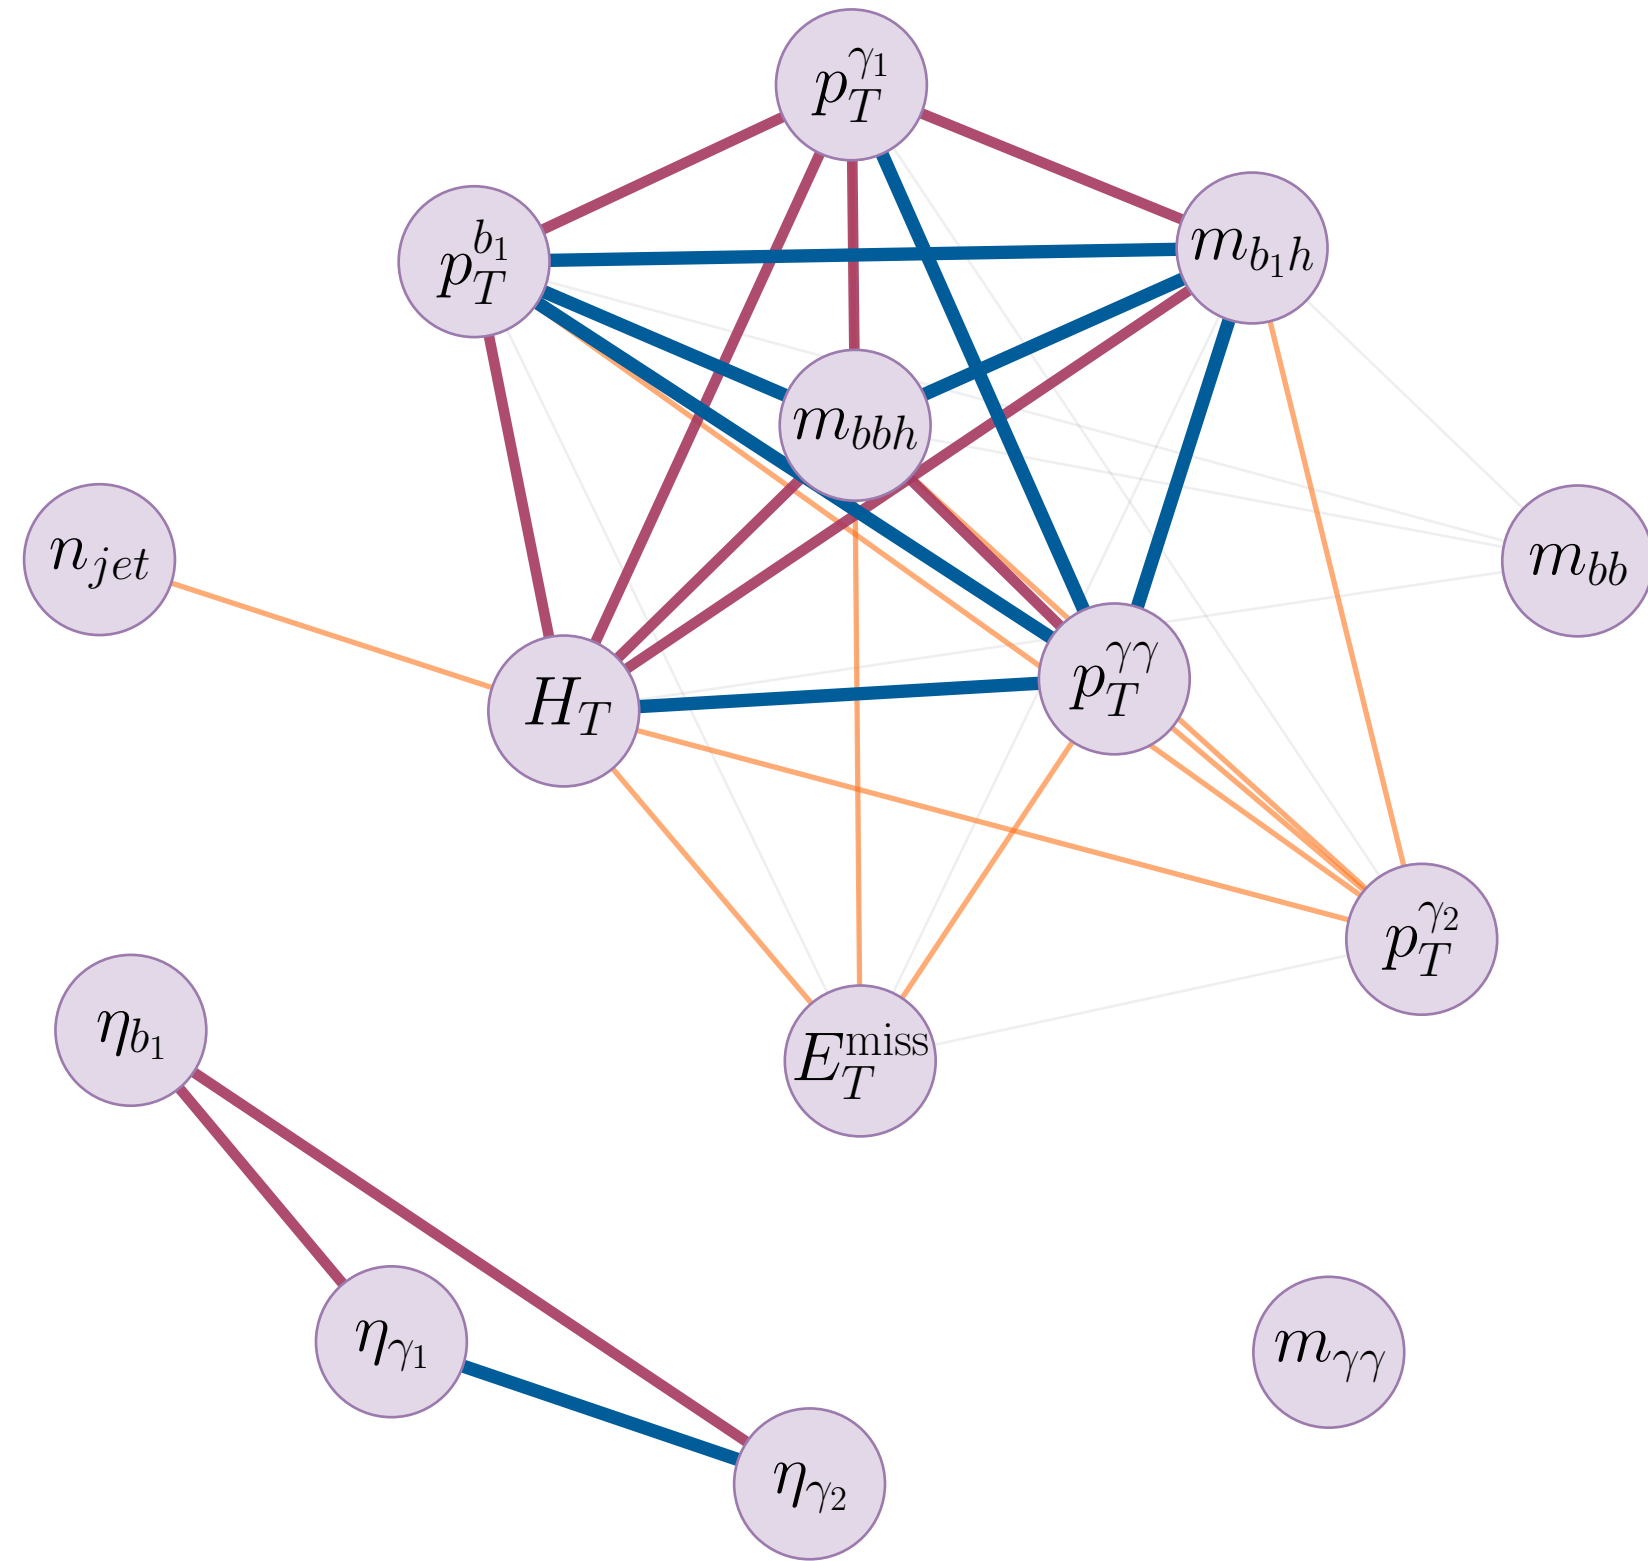 p_T^{γ_1}
p_T^{b_1}
m_{b_1h}
m_{bbh}
n_{jet}
m_{bb}
H_T
p_T^{γγ}
p_T^{γ_2}
η_{b_1}
E_T^{miss}
η_{γ_1}
m_{γγ}
η_{γ_2}